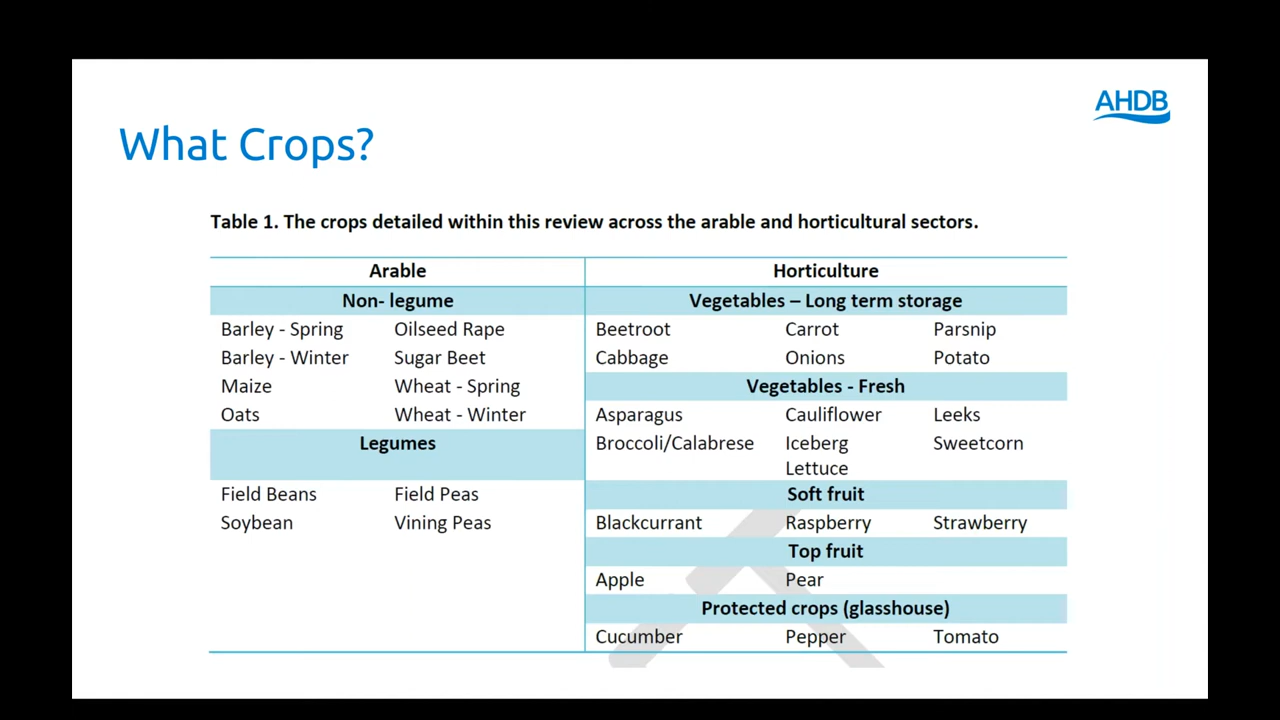 AHDB
What Crops?
Table 1. The crops detailed within this review across the arable and horticultural sectors.
Arable Horticulture
Non- legume Vegetables – Long term storage
Barley - Spring Oilseed Rape Beetroot Carrot Parsnip
Barley - Winter Sugar Beet Cabbage Onions Potato
Maize Wheat - Spring Vegetables - Fresh
Oats Wheat - Winter Asparagus Cauliflower Leeks
Legumes Broccoli/Calabrese Iceberg Sweetcorn
Lettuce
Field Beans Field Peas Soft fruit
Soybean Vining Peas Blackcurrant Raspberry Strawberry
Top fruit
Apple Pear
Protected crops (glasshouse)
Cucumber Pepper Tomato